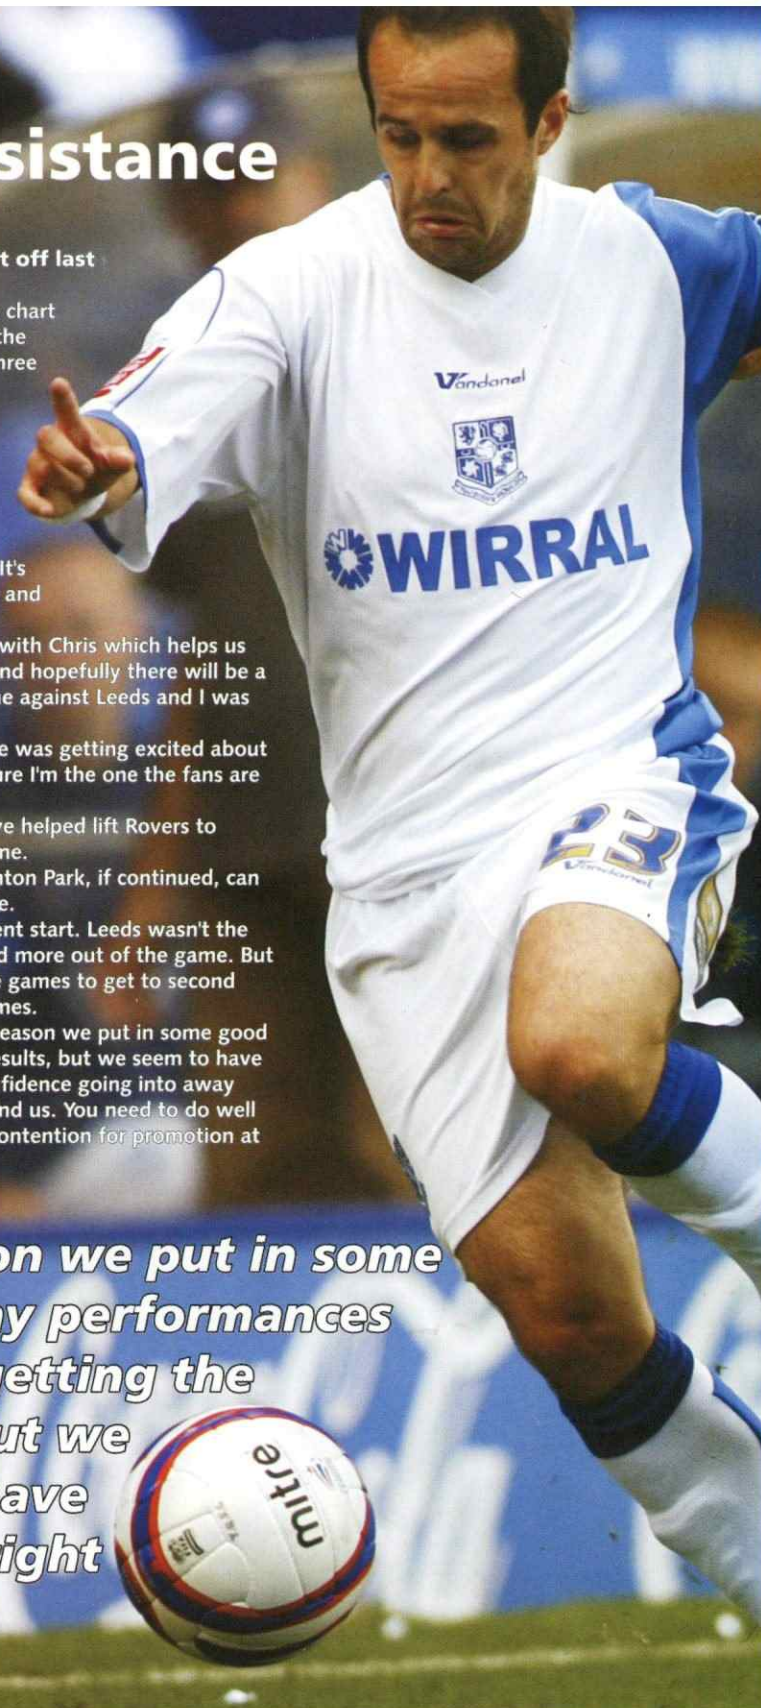 sistance
t off last
chart
the
hree
It's
and
with Chris which helps us
nd hopefully there will be a
e against Leeds and I was
e was getting excited about
ure I'm the one the fans are
ve helped lift Rovers to
ne.
nton Park, if continued, can
e.
ent start. Leeds wasn't the
d more out of the game. But
e games to get to second
mes.
eason we put in some good
esults, but we seem to have
fidence going into away
nd us. You need to do well
ontention for promotion at
on we put in some
ay performances
etting the
ut we
ave
ight
Vandanel
WIRRAL
23
Vandanel
mitre